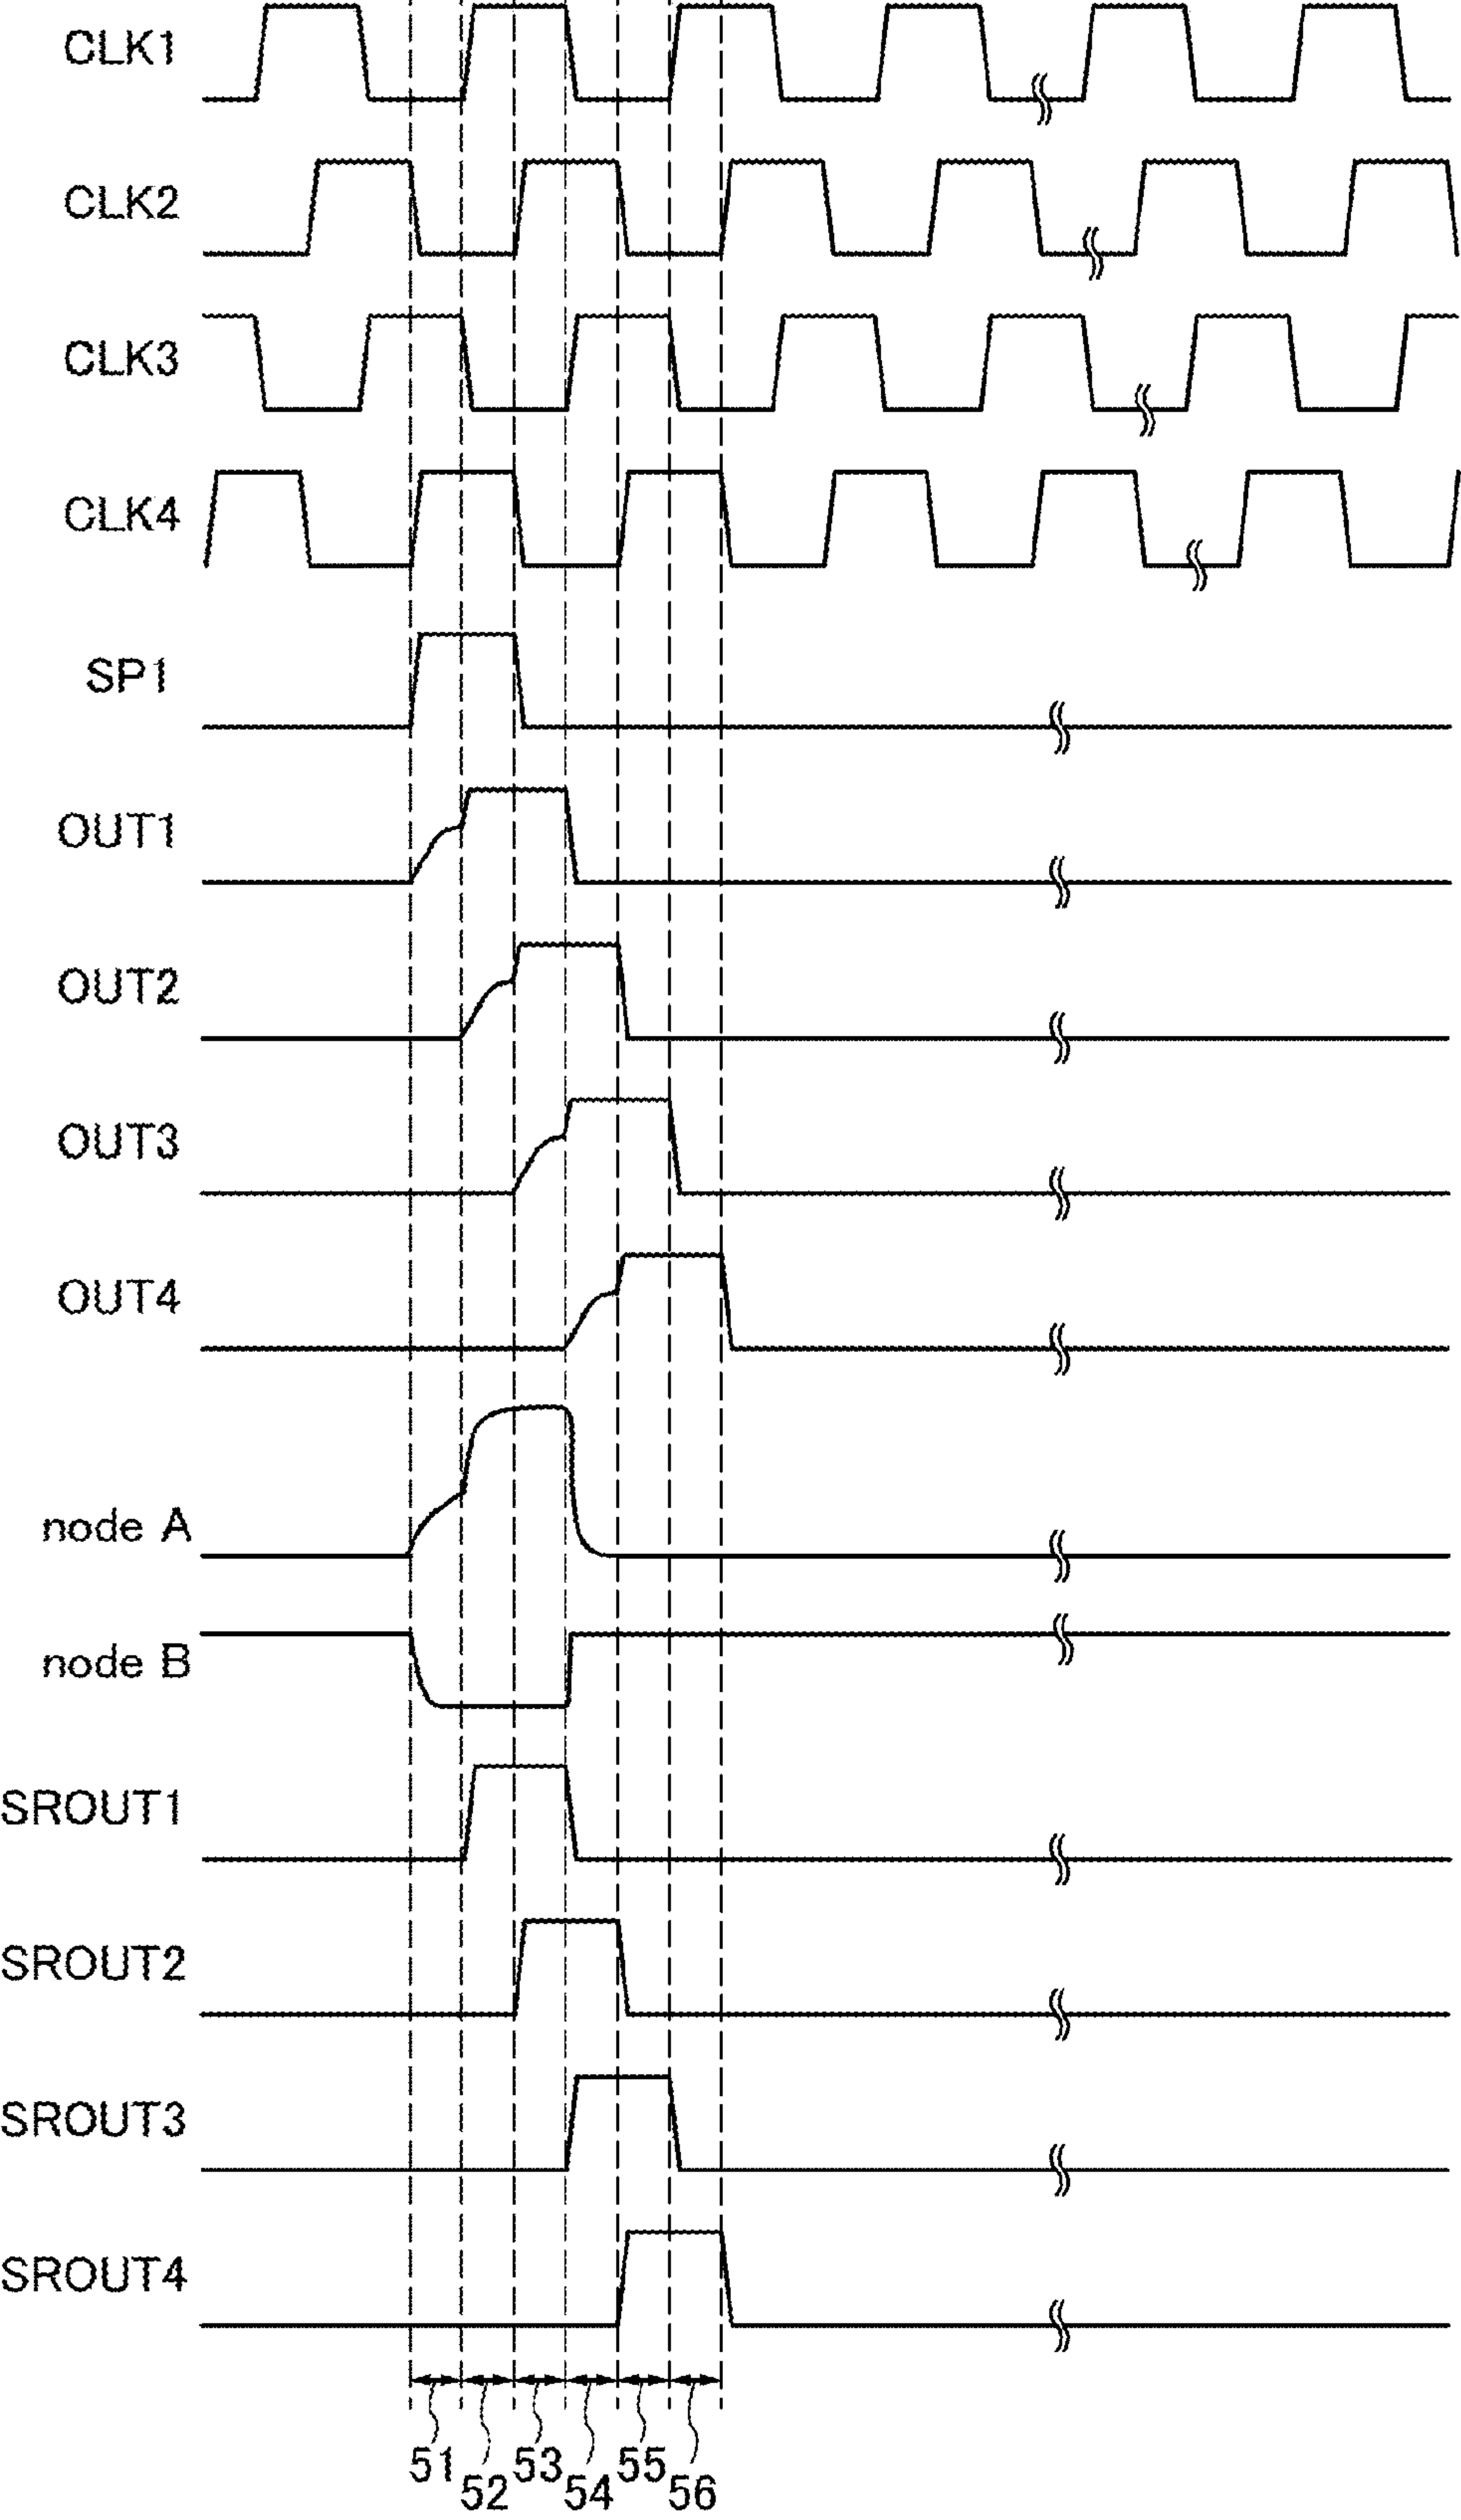 CLK1
CLK2
CLK3
CLK4
SP1
OUT1
OUT2
OUT3
OUT4
node A
node B
SROUT1
SROUT2
SROUT3
SROUT4
51 52 53 54 55 56